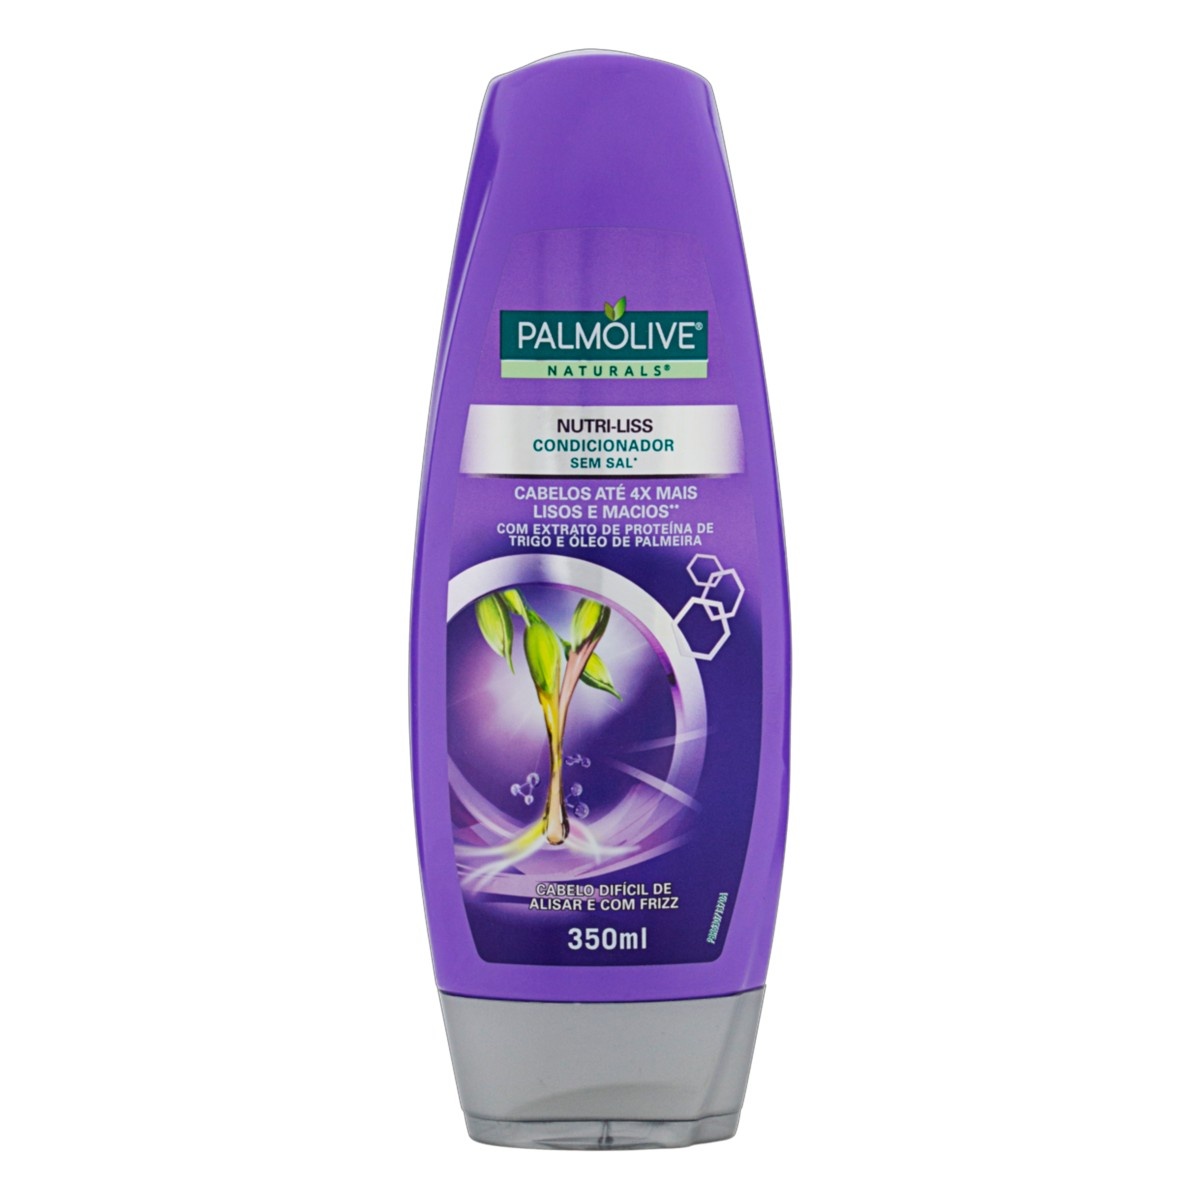 PALMOLIVE®
NATURALS®
NUTRI-LISS
CONDICIONADOR
SEM SAL*
CABELOS ATÉ 4X MAIS
LISOS E MACIOS**
COM EXTRATO DE PROTEÍNA DE
TRIGO E ÓLEO DE PALMEIRA
CABELO DIFÍCIL DE
ALISAR E COM FRIZZ
350ml